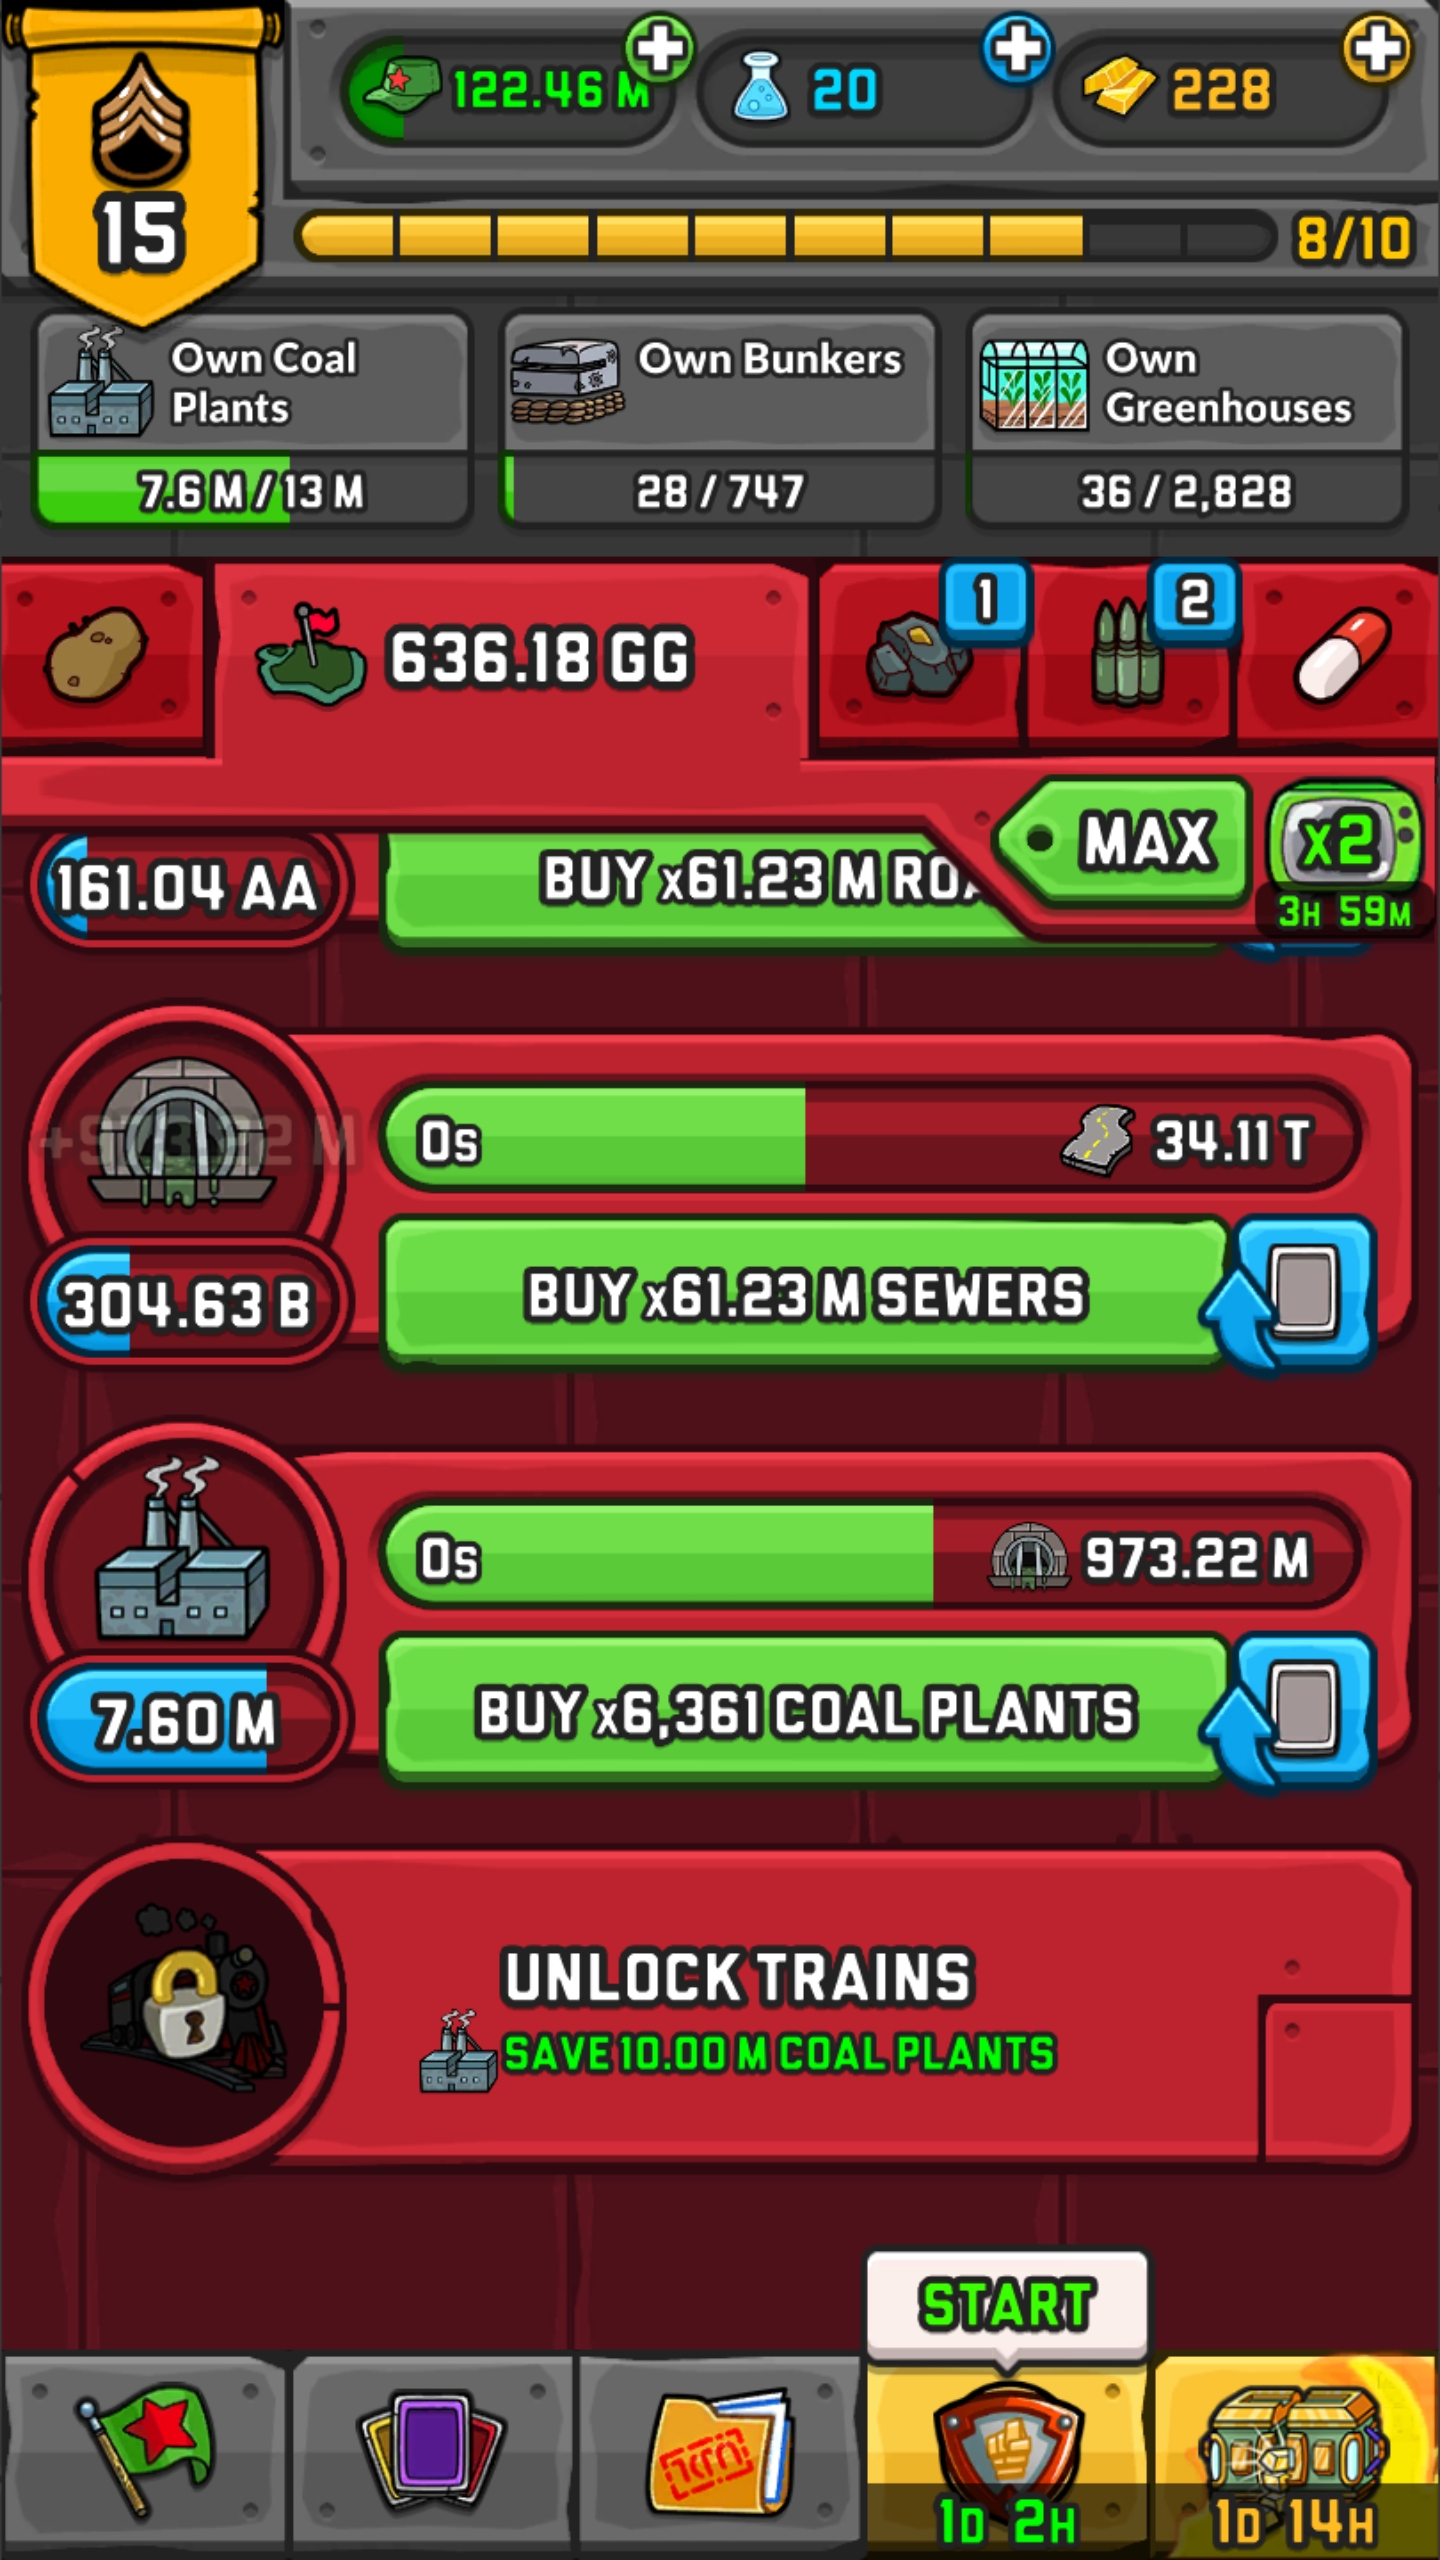 122.46 M
20
228
15
8/10
Own Coal
Plants
7.6 M / 13 M
Own Bunkers
28 / 747
Own
Greenhouses
36 / 2,828
636.18 GG
1
2
MAX
x2
3H 59M
161.04 AA
BUY x61.23 M
+973.22 M
0s
34.11 T
304.63 B
BUY x61.23 M SEWERS
0s
973.22 M
7.60 M
BUY x6,361 COAL PLANTS
UNLOCK TRAINS
SAVE 10.00 M COAL PLANTS
START
1D 2H
1D 14H